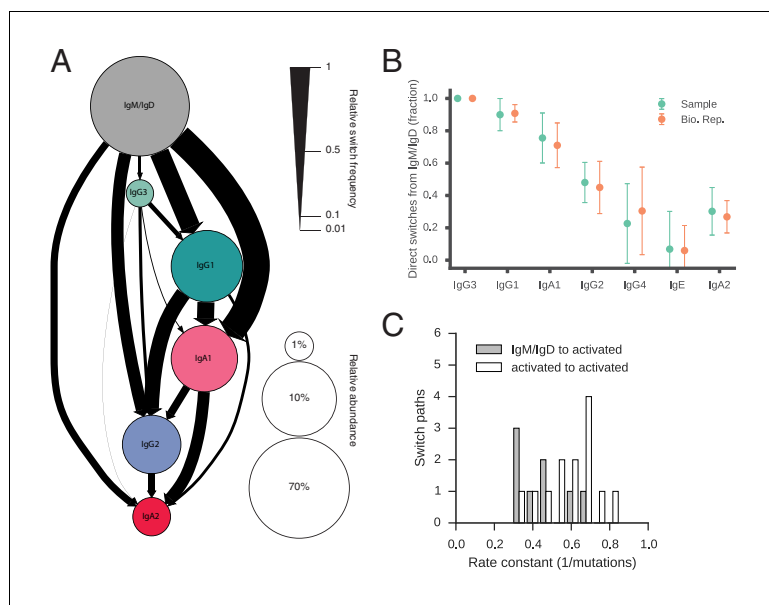 A
IgM/IgD
IgG3
IgG1
IgA1
IgG2
IgA2
1
0.5
0.1
0.01
Relative switch frequency
1%
10%
70%
Relative abundance
B
Direct switches from IgM/IgD (fraction)
1.0
0.8
0.6
0.4
0.2
0.0
Sample
Bio. Rep.
IgG3 IgG1 IgA1 IgG2 IgG4 IgE IgA2
C
Switch paths
6
5
4
3
2
1
0
IgM/IgD to activated
activated to activated
0.0 0.2 0.4 0.6 0.8 1.0
Rate constant (1/mutations)